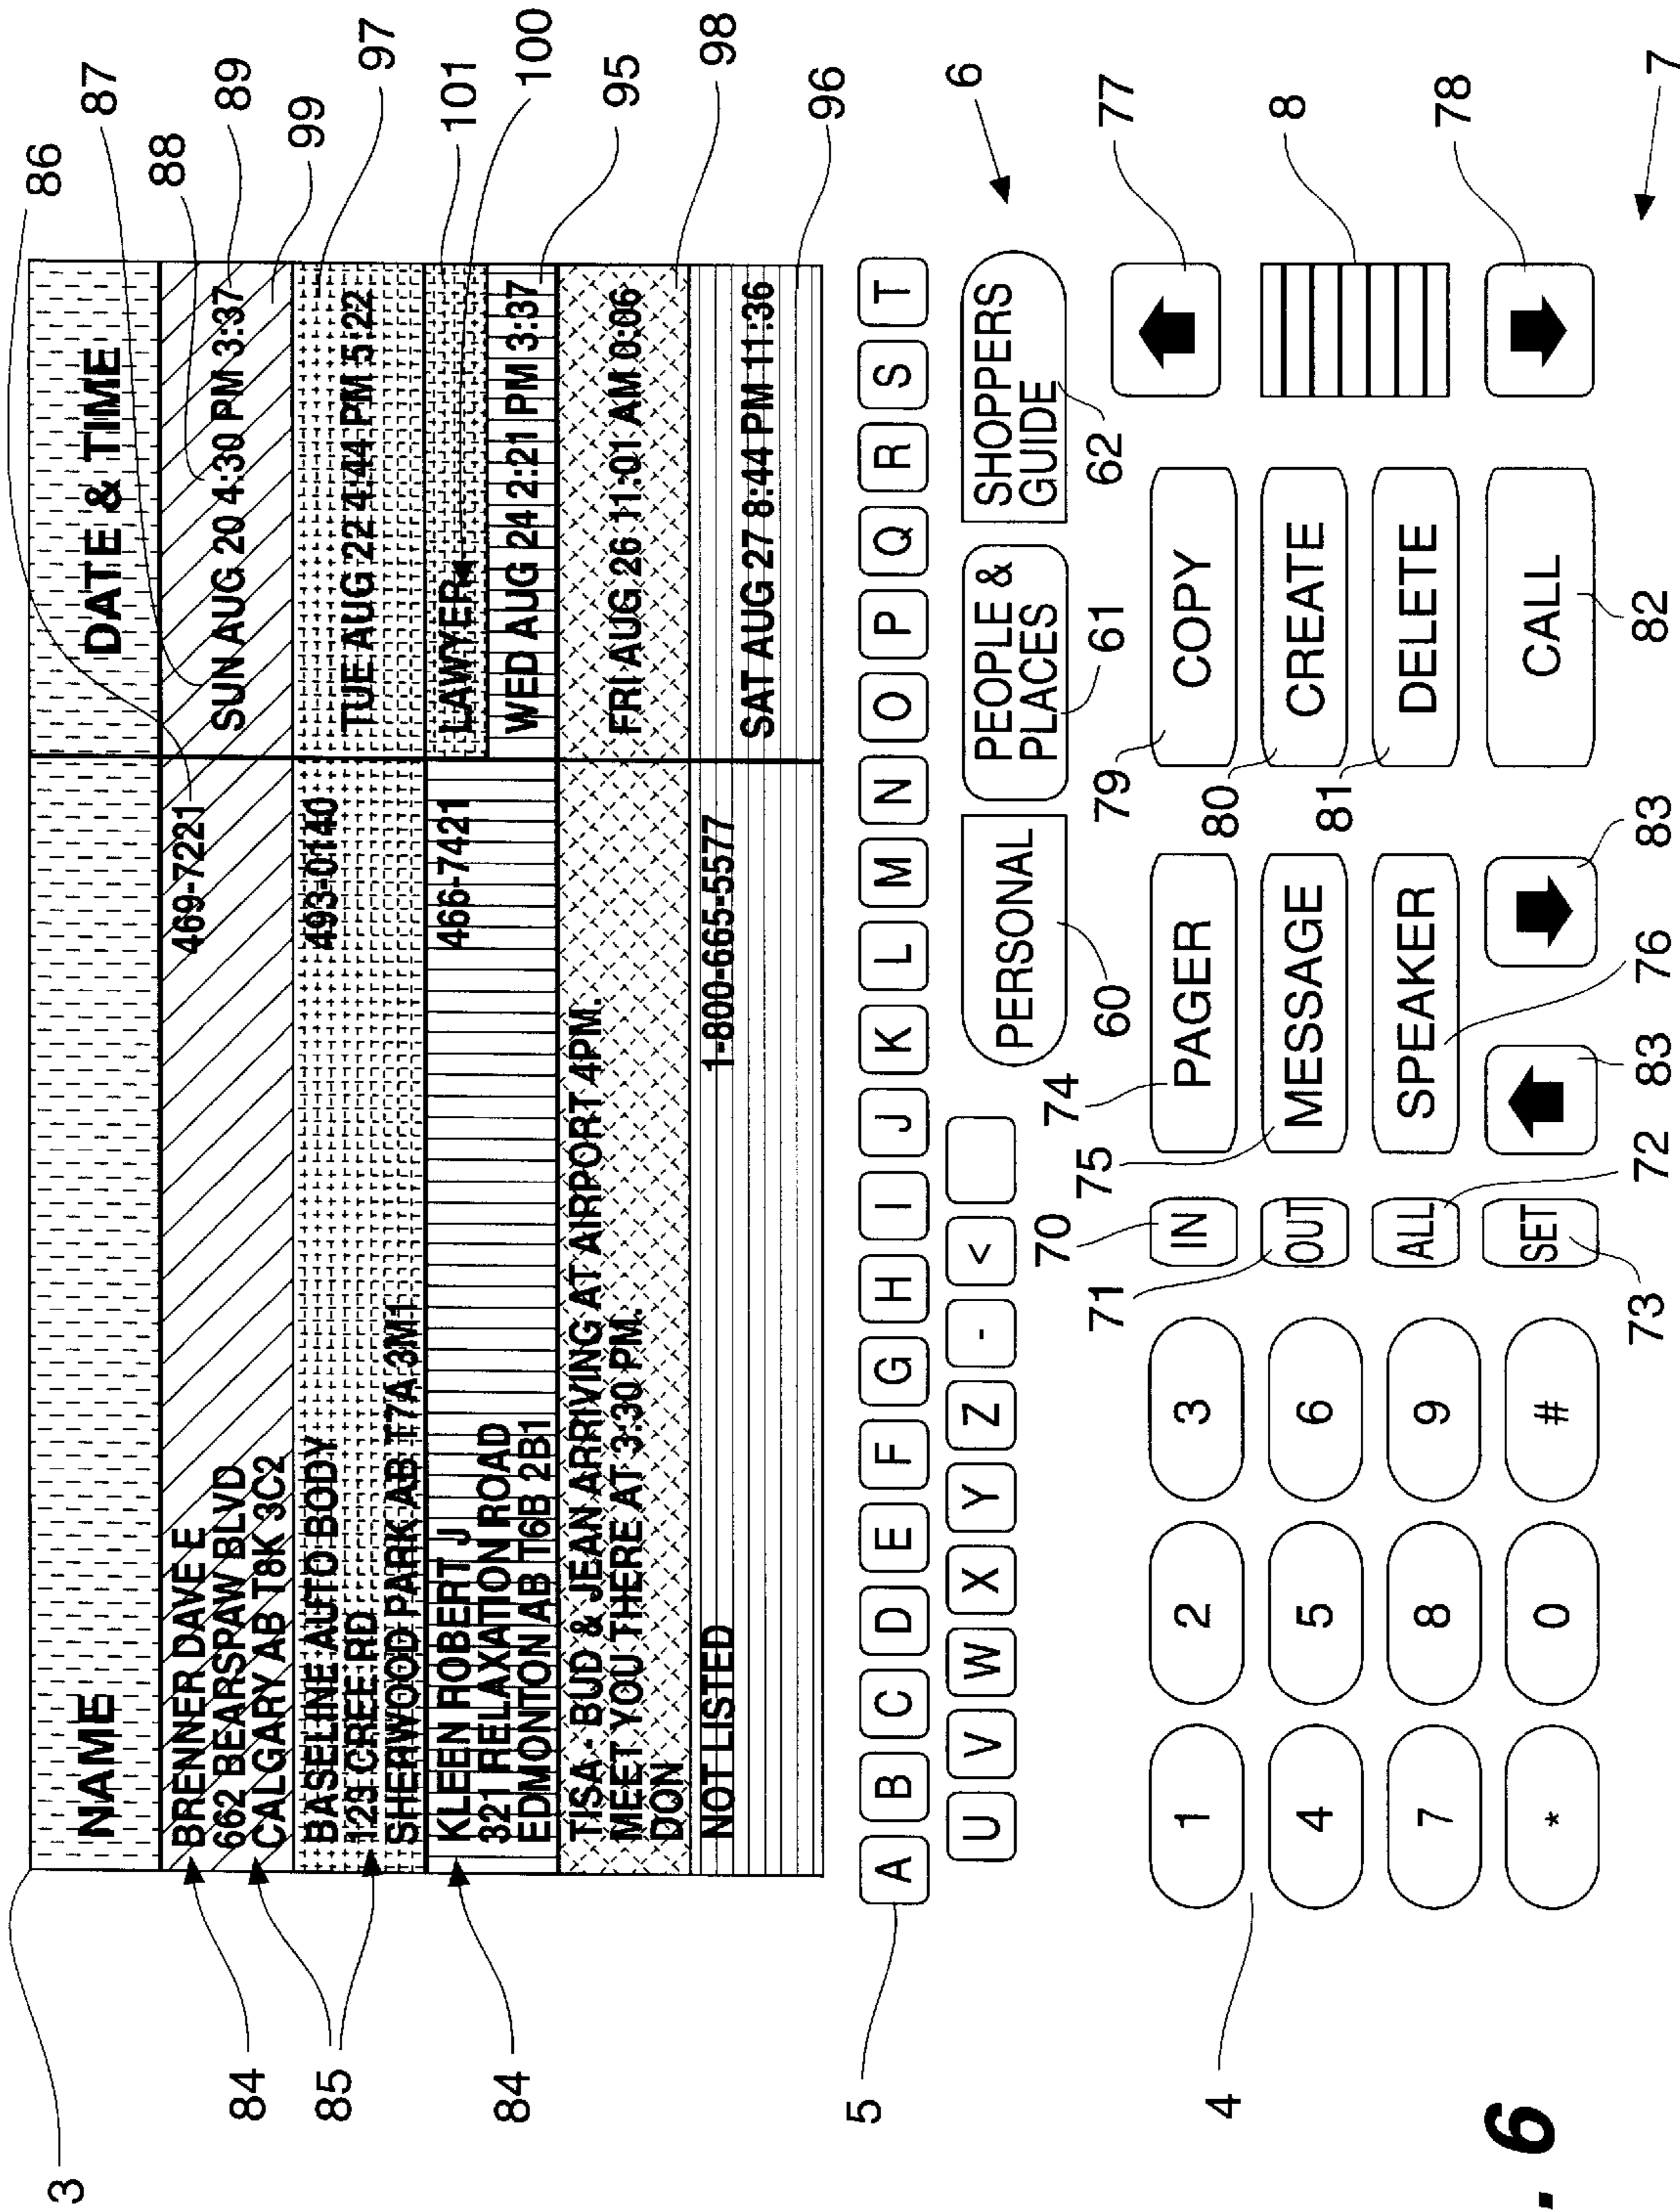 86
87
88
89
99
97
101
100
95
98
96
3
NAME DATE & TIME
BRENNER DAVE E 469-7221
662 BEARSPAW BLVD SUN AUG 20 4:30 PM 3:37
CALGARY AB T8K 3C2
BASELINE AUTO BODY 493-0140
123 CREE RD TUE AUG 22 4:44 PM 5:22
SHERWOOD PARK AB T7A 3M1
KLEEN ROBERT J 466-7421 LAWYER
321 RELAXATION ROAD
EDMONTON AB T6B 2B1 WED AUG 24 2:21 PM 3:37
TISA - BUD & JEAN ARRIVING AT AIRPORT 4PM.
MEET YOU THERE AT 3:30 PM. FRI AUG 26 11:01 AM 0:06
DON
NOT LISTED 1-800-665-5577
SAT AUG 27 8:44 PM 11:36
84
85
84
5
A B C D E F G H I J K L M N O P Q R S T
U V W X Y Z - <
PERSONAL PEOPLE & PLACES SHOPPERS GUIDE
6
60 61 62
4
1 2 3 IN PAGER COPY
4 5 6 OUT MESSAGE CREATE
7 8 9 ALL SPEAKER DELETE
* 0 # SET CALL
70
71
74
75
79
80
81
77
8
78
73 72 83 76 83 82
7
. 9